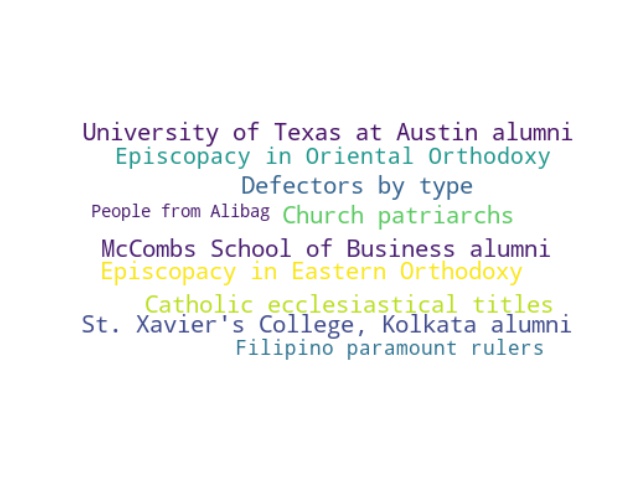 University of Texas at Austin alumni
Episcopacy in Oriental Orthodoxy
Defectors by type
People from Alibag
Church patriarchs
McCombs School of Business alumni
Episcopacy in Eastern Orthodoxy
Catholic ecclesiastical titles
St. Xavier's College, Kolkata alumni
Filipino paramount rulers